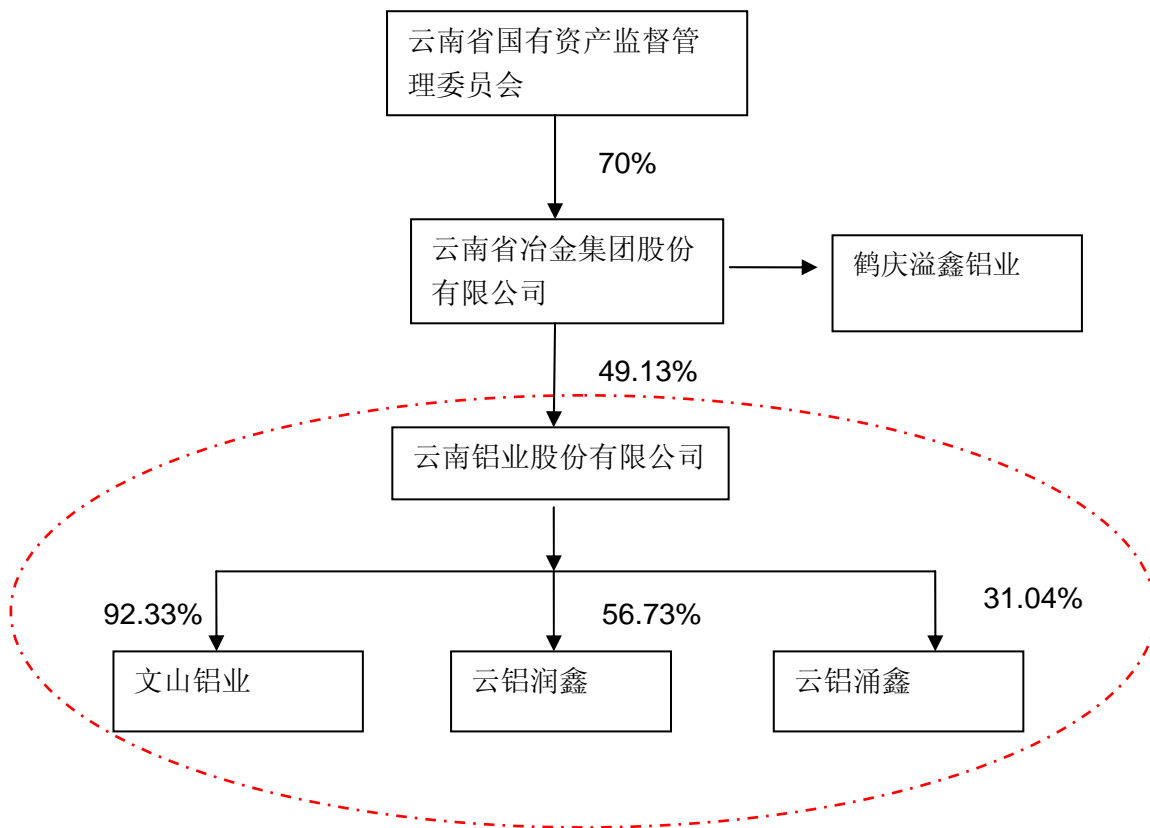 云南省国有资产监督管
理委员会
70%
云南省冶金集团股份
有限公司
鹤庆溢鑫铝业
49.13%
云南铝业股份有限公司
92.33%
56.73%
31.04%
文山铝业
云铝润鑫
云铝涌鑫